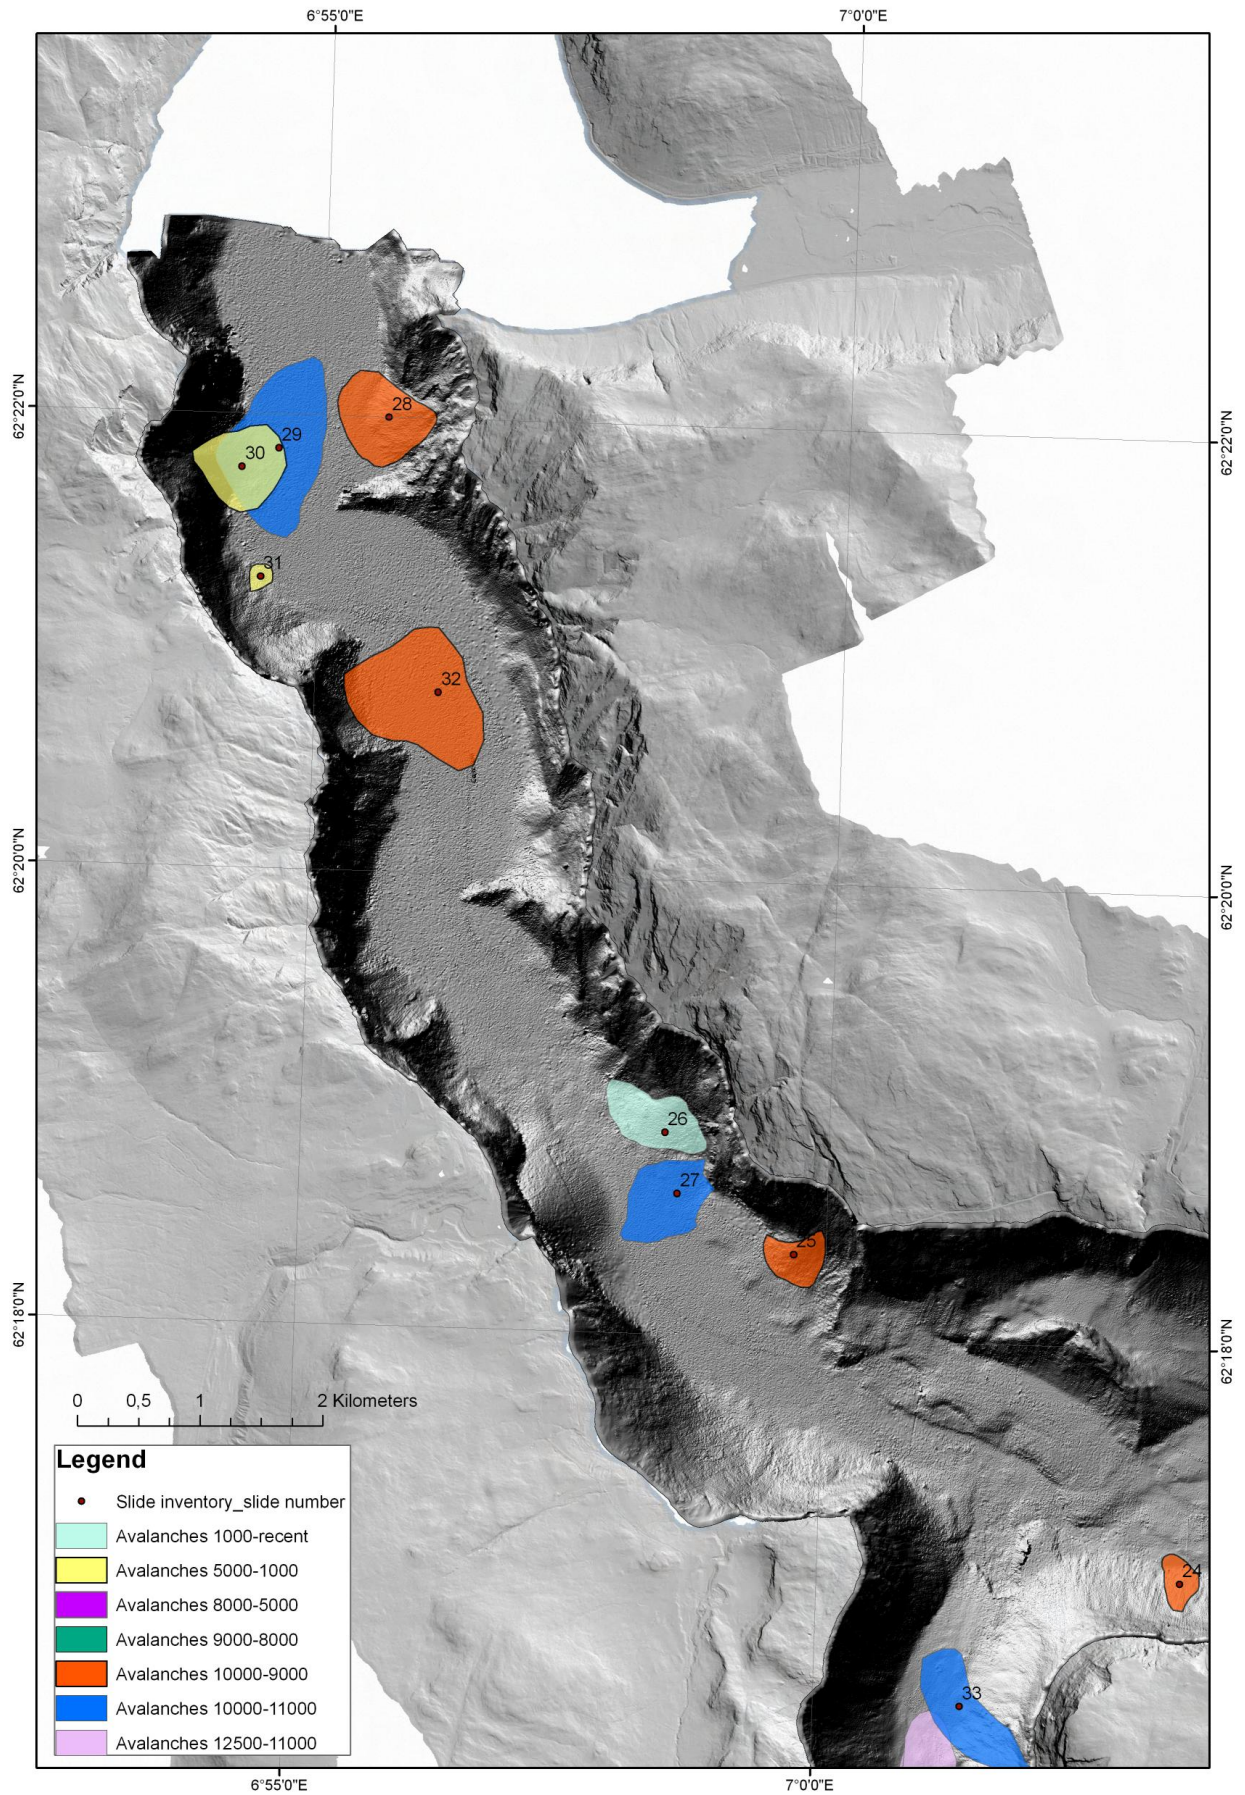 6°55'0"E
7°0'0"E
62°22'0"N
62°22'0"N
28
29
30
31
32
62°20'0"N
62°20'0"N
26
27
25
62°18'0"N
62°18'0"N
0 0,5 1 2 Kilometers
Legend
Slide inventory_slide number
Avalanches 1000-recent
Avalanches 5000-1000
Avalanches 8000-5000
Avalanches 9000-8000
Avalanches 10000-9000
Avalanches 10000-11000
Avalanches 12500-11000
24
33
6°55'0"E
7°0'0"E